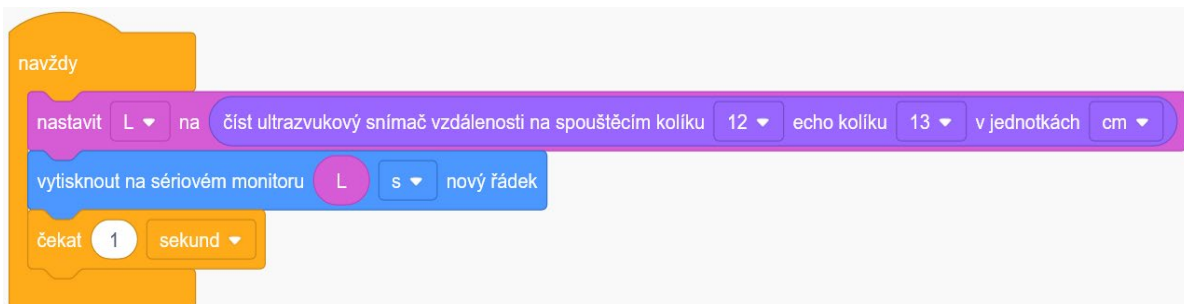 navždy
nastavit L na číst ultrazvukový snímač vzdálenosti na spouštěcím kolíku 12 echo kolíku 13 v jednotkách cm
vytisknout na sériovém monitoru L s nový řádek
čekat 1 sekund